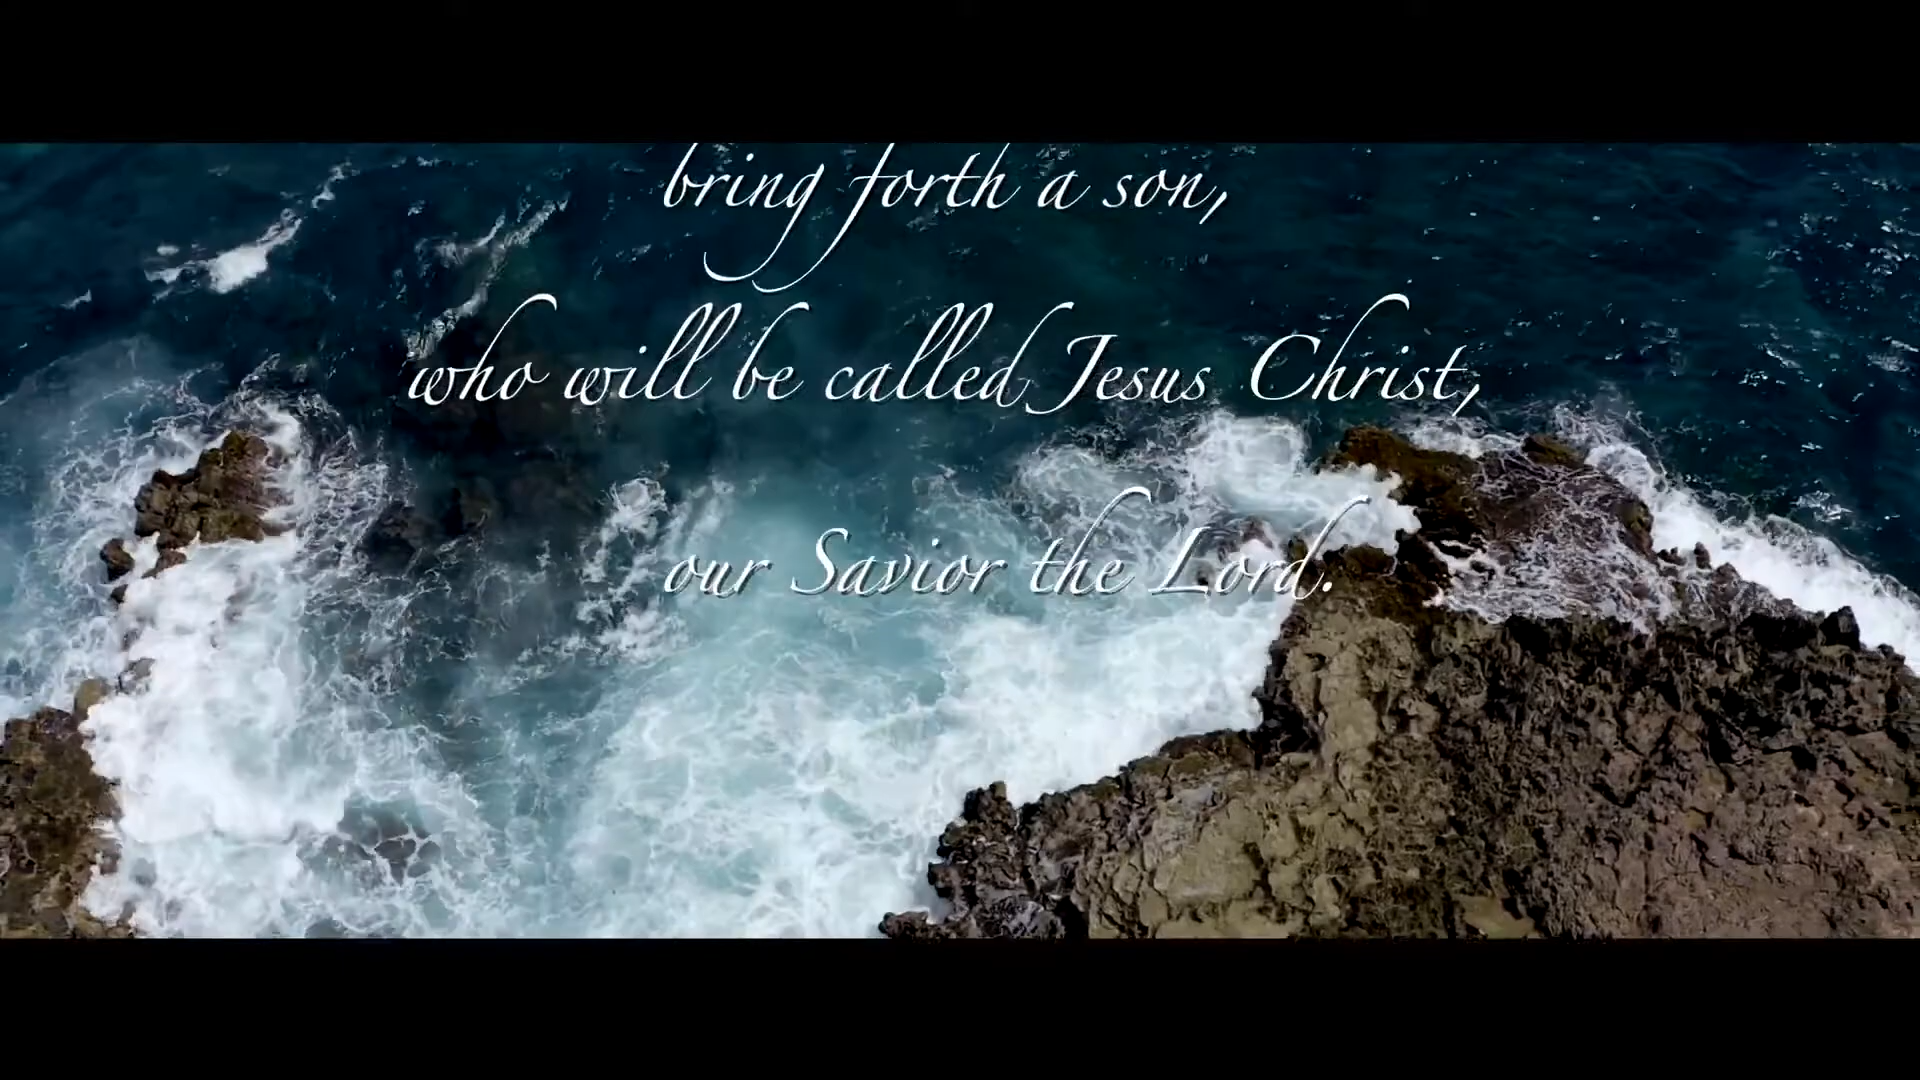 bring forth a son,
who will be called Jesus Christ,
our Savior the Lord.